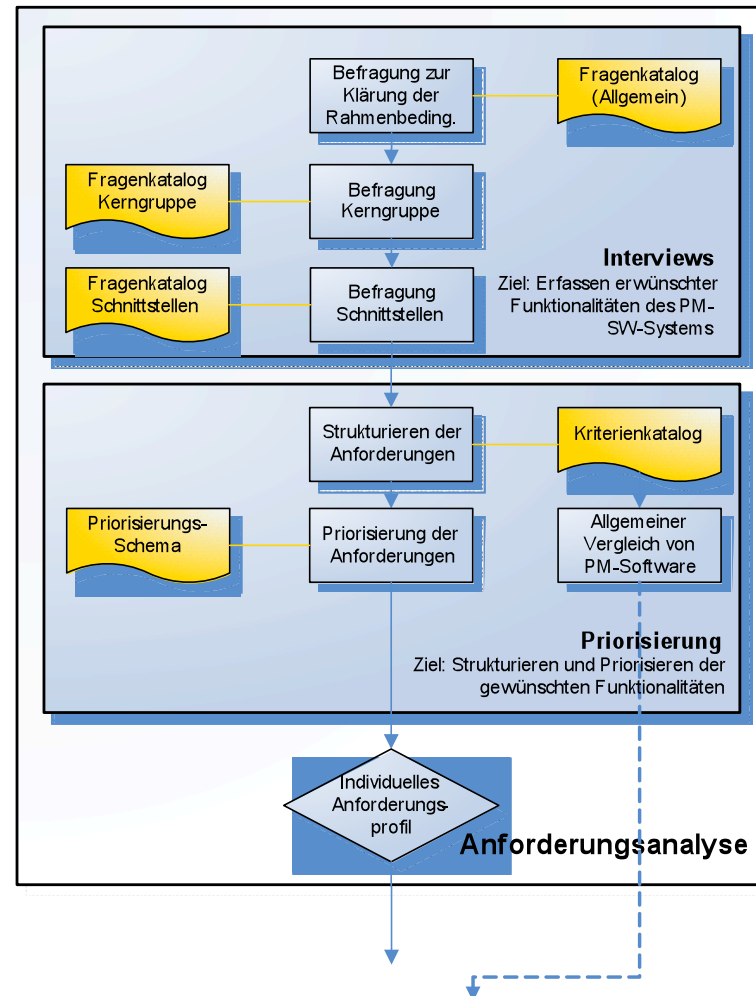 Befragung zur
Klärung der
Rahmenbeding.
Fragenkatalog
(Allgemein)
Fragenkatalog
Kerngruppe
Befragung
Kerngruppe
Fragenkatalog
Schnittstellen
Befragung
Schnittstellen
Interviews
Ziel: Erfassen erwünschter
Funktionalitäten des PM-
SW-Systems
Strukturieren der
Anforderungen
Kriterienkatalog
Priorisierungs-
Schema
Priorisierung der
Anforderungen
Allgemeiner
Vergleich von
PM-Software
Priorisierung
Ziel: Strukturieren und Priorisieren der
gewünschten Funktionalitäten
Individuelles
Anforderungs-
profil
Anforderungsanalyse